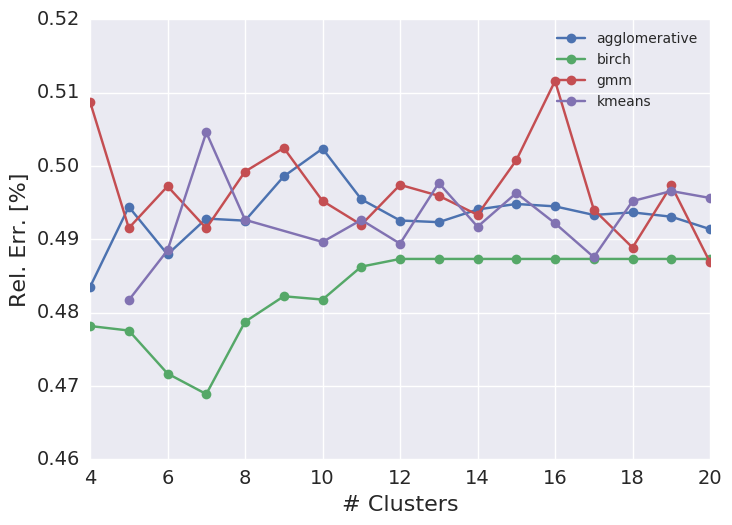 0.52
0.51
0.50
0.49
0.48
0.47
0.46
Rel. Err. [%]
agglomerative
birch
gmm
kmeans
4 6 8 10 12 14 16 18 20
# Clusters